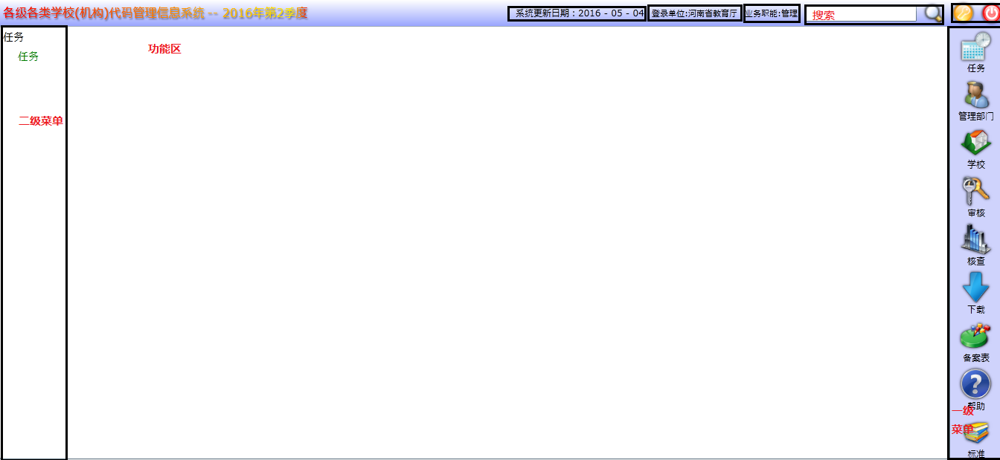 各级各类学校(机构)代码管理信息系统 -- 2016年第2学度
系统更新日期：2016 - 05 - 04
登录单位:河南省教育厅
业务职能:管理
搜索
任务
任务
二级菜单
功能区
任务
管理部门
学校
审核
核查
下载
备案表
帮助
一级
菜单
标准